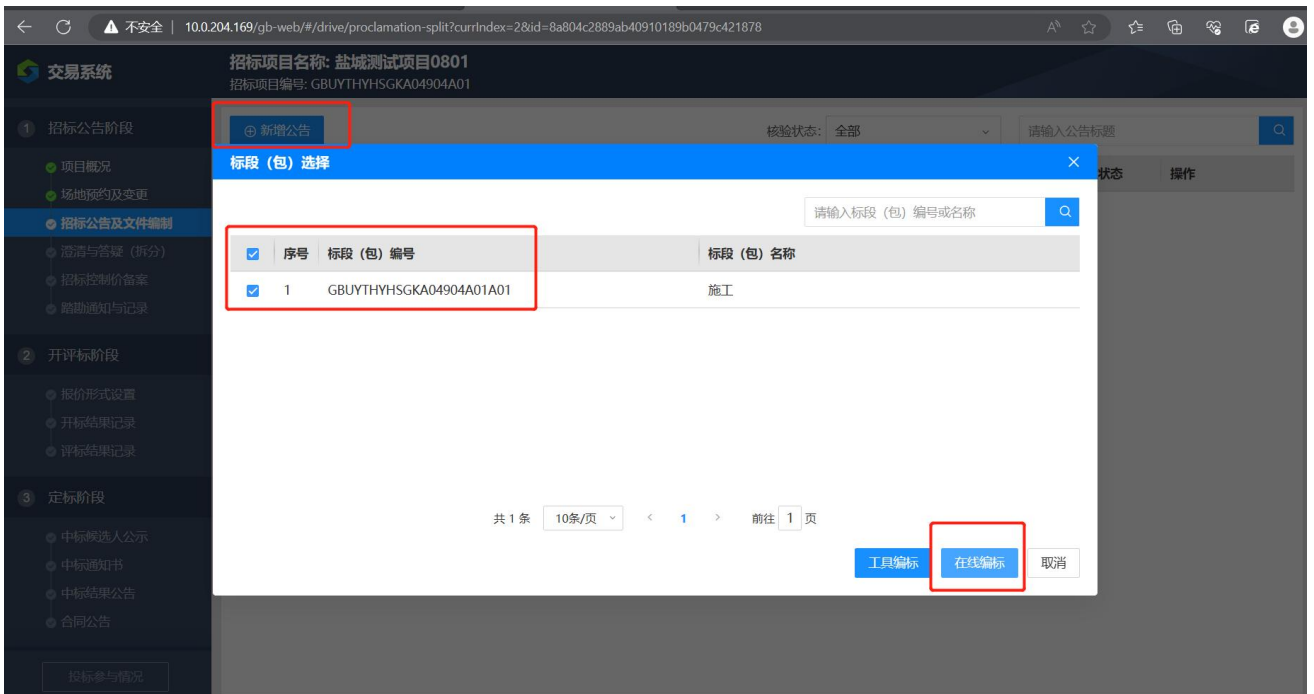 不安全 | 10.0.204.169/gb-web/#/drive/proclamation-split?currIndex=2&id=8a804c2889ab40910189b0479c421878
交易系统
招标项目名称: 盐城测试项目0801
招标项目编号: GBUYTHYHSGKA04904A01
1 招标公告阶段
项目概况
场地预约及变更
招标公告及文件编制
澄清与答疑（拆分）
招标控制价备案
踏勘通知与记录
2 开评标阶段
报价形式设置
开标结果记录
评标结果记录
3 定标阶段
中标候选人公示
中标通知书
中标结果公告
合同公告
投标参与情况
新增公告 核验状态: 全部 请输入公告标题
状态 操作
标段（包）选择
请输入标段（包）编号或名称
序号 标段（包）编号 标段（包）名称
1 GBUYTHYHSGKA04904A01A01 施工
共 1 条 10条/页 < 1 > 前往 1 页
工具编标 在线编标 取消